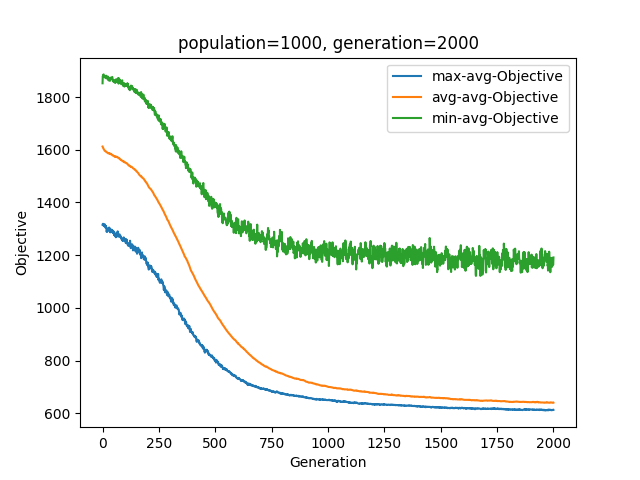 population=1000, generation=2000
max-avg-Objective
avg-avg-Objective
min-avg-Objective
1800
1600
1400
1200
1000
800
600
Objective
0 250 500 750 1000 1250 1500 1750 2000
Generation